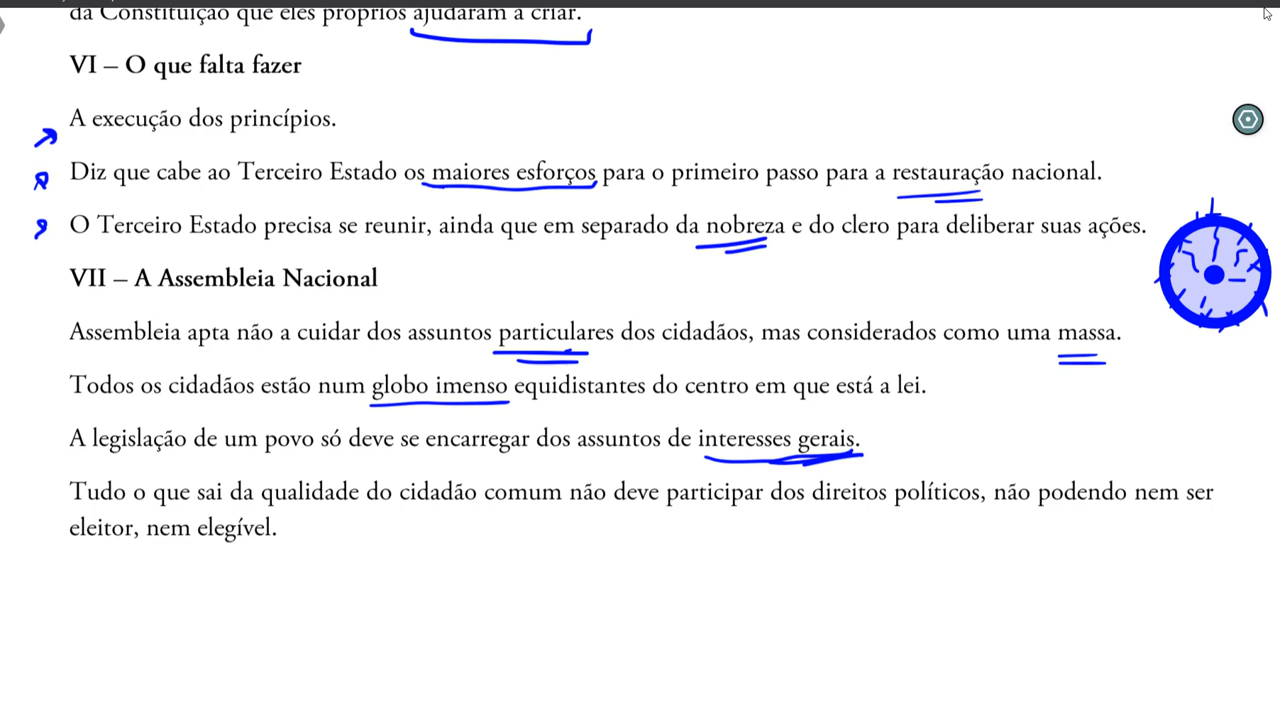 da Constituição que eles próprios ajudaram a criar.
VI – O que falta fazer
A execução dos princípios.
Diz que cabe ao Terceiro Estado os maiores esforços para o primeiro passo para a restauração nacional.
O Terceiro Estado precisa se reunir, ainda que em separado da nobreza e do clero para deliberar suas ações.
VII – A Assembleia Nacional
Assembleia apta não a cuidar dos assuntos particulares dos cidadãos, mas considerados como uma massa.
Todos os cidadãos estão num globo imenso equidistantes do centro em que está a lei.
A legislação de um povo só deve se encarregar dos assuntos de interesses gerais.
Tudo o que sai da qualidade do cidadão comum não deve participar dos direitos políticos, não podendo nem ser
eleitor, nem elegível.